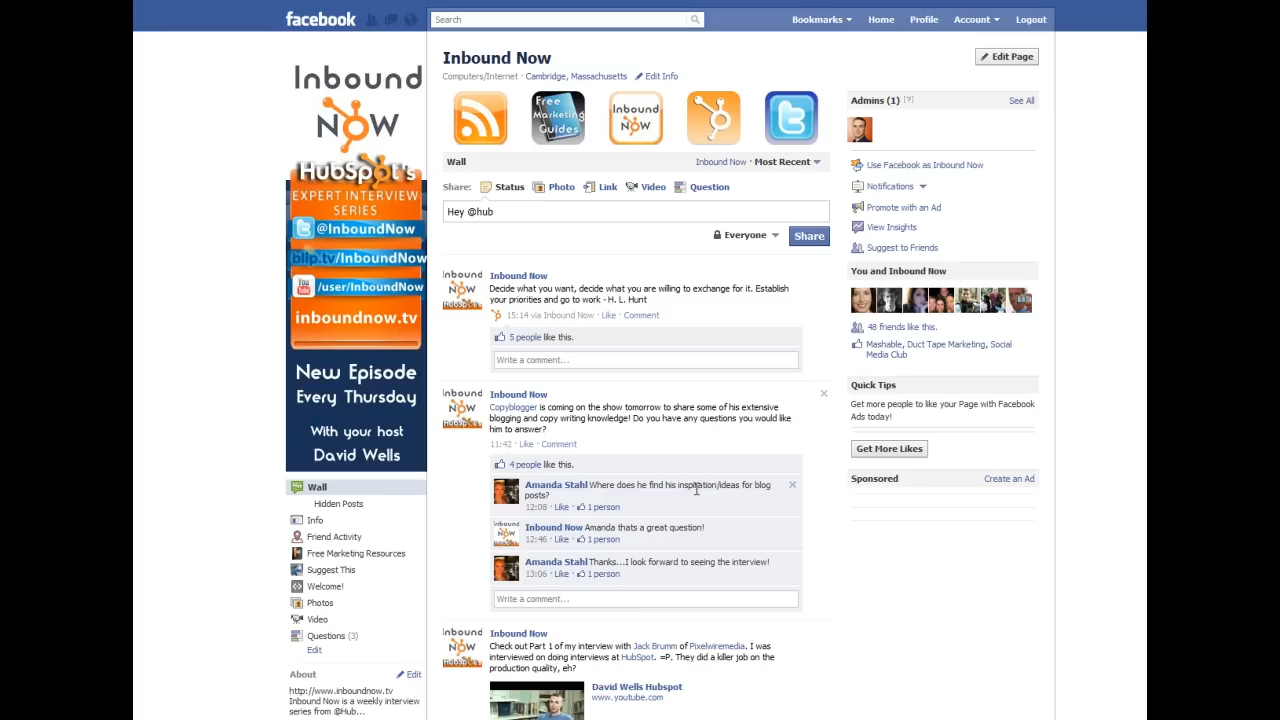 facebook
Search
Bookmarks
Home
Profile
Account
Logout
Inbound
NOW
HubSpot's
EXPERT INTERVIEW
SERIES
@InboundNow
blip.tv/InboundNow
You
Tube
/user/InboundNow
inboundnow.tv
New Episode
Every Thursday
With your host
David Wells
Wall
Hidden Posts
Info
Friend Activity
Free Marketing Resources
Suggest This
Welcome!
Photos
Video
Questions (3)
Edit
About
Edit
http://www.inboundnow.tv
Inbound Now is a weekly interview
series from @Hub...
Inbound Now
Computers/Internet · Cambridge, Massachusetts
Edit Info
Edit Page
Free
Marketing
Guides
Inbound
NOW
Wall
Inbound Now · Most Recent
Share:
Status
Photo
Link
Video
Question
Hey @hub
Everyone
Share
Inbound
NOW
HubSpot's
Inbound Now
Decide what you want, decide what you are willing to exchange for it. Establish
your priorities and go to work - H. L. Hunt
15:14 via Inbound Now · Like · Comment
5 people like this.
Write a comment...
Inbound
NOW
HubSpot's
Inbound Now
Copyblogger is coming on the show tomorrow to share some of his extensive
blogging and copy writing knowledge! Do you have any questions you would like
him to answer?
11:42 · Like · Comment
4 people like this.
Amanda Stahl Where does he find his inspiration/ideas for blog
posts?
12:08 · Like · 1 person
Inbound
NOW
Inbound Now Amanda thats a great question!
12:46 · Like · 1 person
Amanda Stahl Thanks...I look forward to seeing the interview!
13:06 · Like · 1 person
Write a comment...
Inbound
NOW
HubSpot's
Inbound Now
Check out Part 1 of my interview with Jack Brumm of Pixelwiremedia. I was
interviewed on doing interviews at HubSpot. =P. They did a killer job on the
production quality, eh?
David Wells Hubspot
www.youtube.com
Admins (1) [?]
See All
Use Facebook as Inbound Now
Notifications
Promote with an Ad
View Insights
Suggest to Friends
You and Inbound Now
48 friends like this.
Mashable, Duct Tape Marketing, Social
Media Club
Quick Tips
Get more people to like your Page with Facebook
Ads today!
Get More Likes
Sponsored
Create an Ad